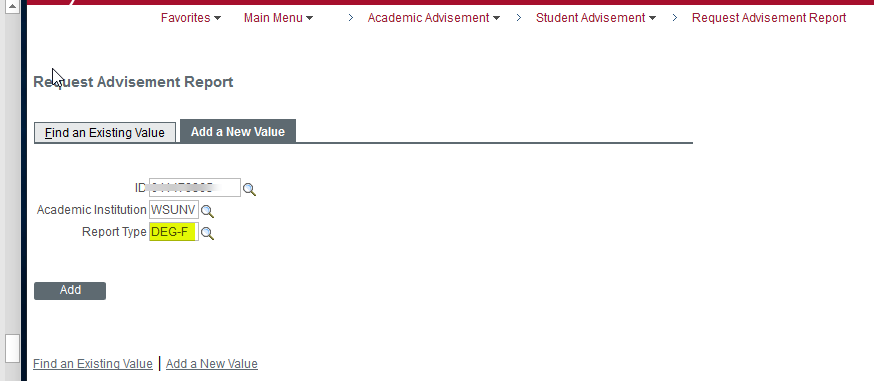 Favorites Main Menu > Academic Advisement > Student Advisement > Request Advisement Report
Request Advisement Report
Find an Existing Value Add a New Value
ID
Academic Institution WSUNV
Report Type DEG-F
Add
Find an Existing Value | Add a New Value